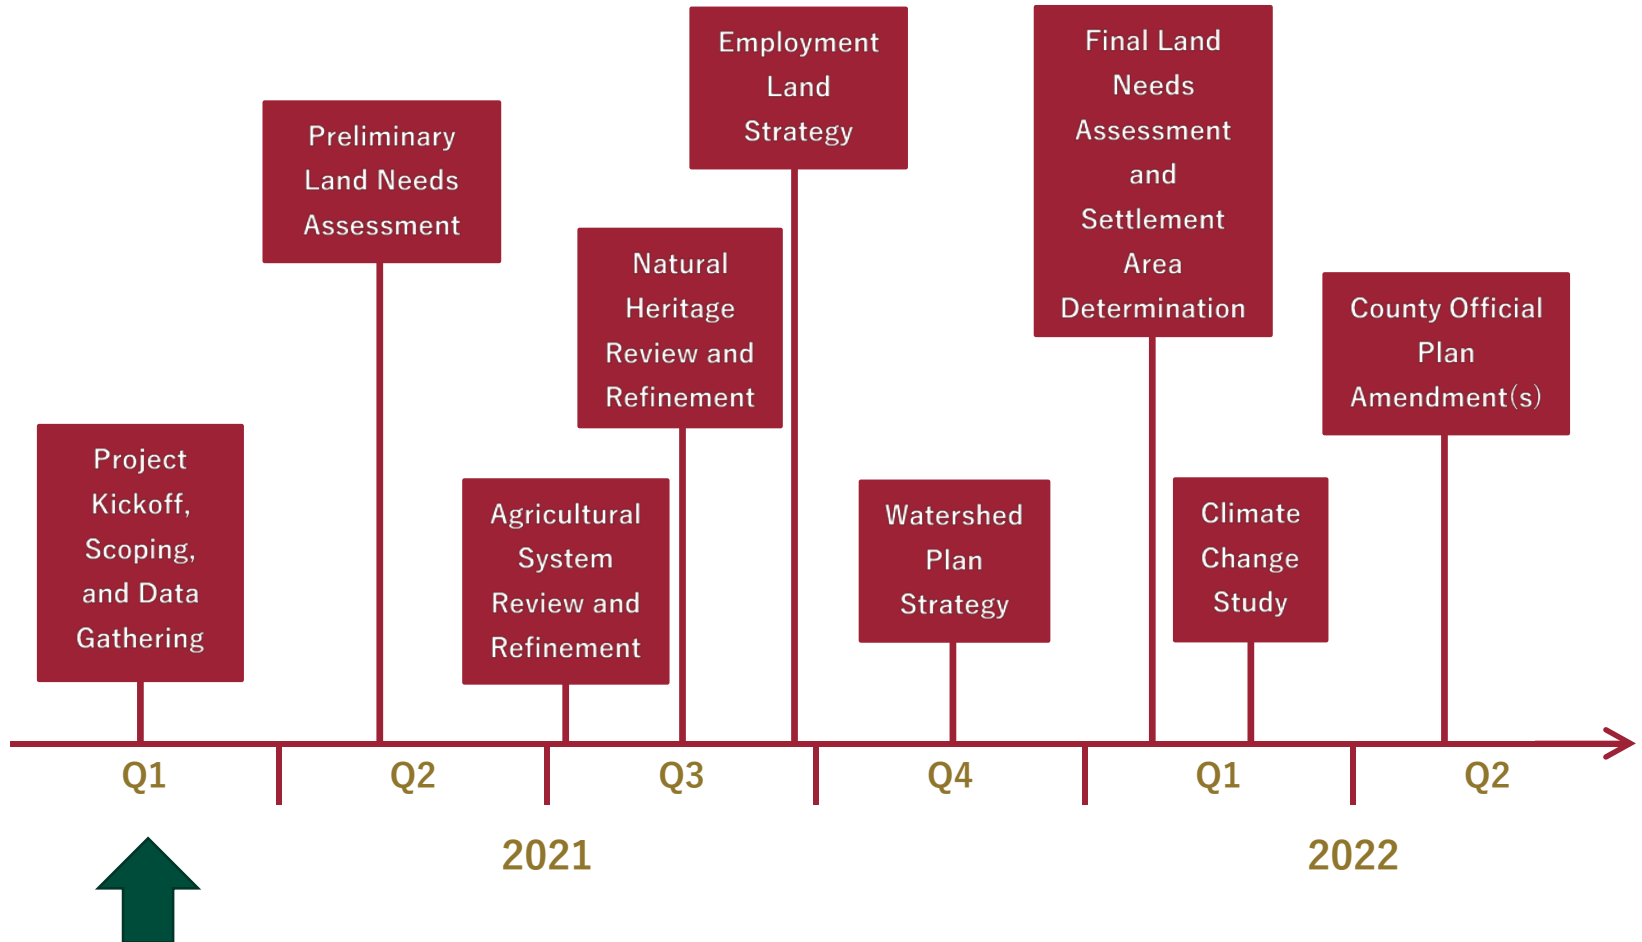 Project
Kickoff,
Scoping,
and Data
Gathering
Preliminary
Land Needs
Assessment
Agricultural
System
Review and
Refinement
Natural
Heritage
Review and
Refinement
Employment
Land
Strategy
Watershed
Plan
Strategy
Final Land
Needs
Assessment
and
Settlement
Area
Determination
Climate
Change
Study
County Official
Plan
Amendment(s)
Q1
Q2
Q3
Q4
Q1
Q2
2021
2022